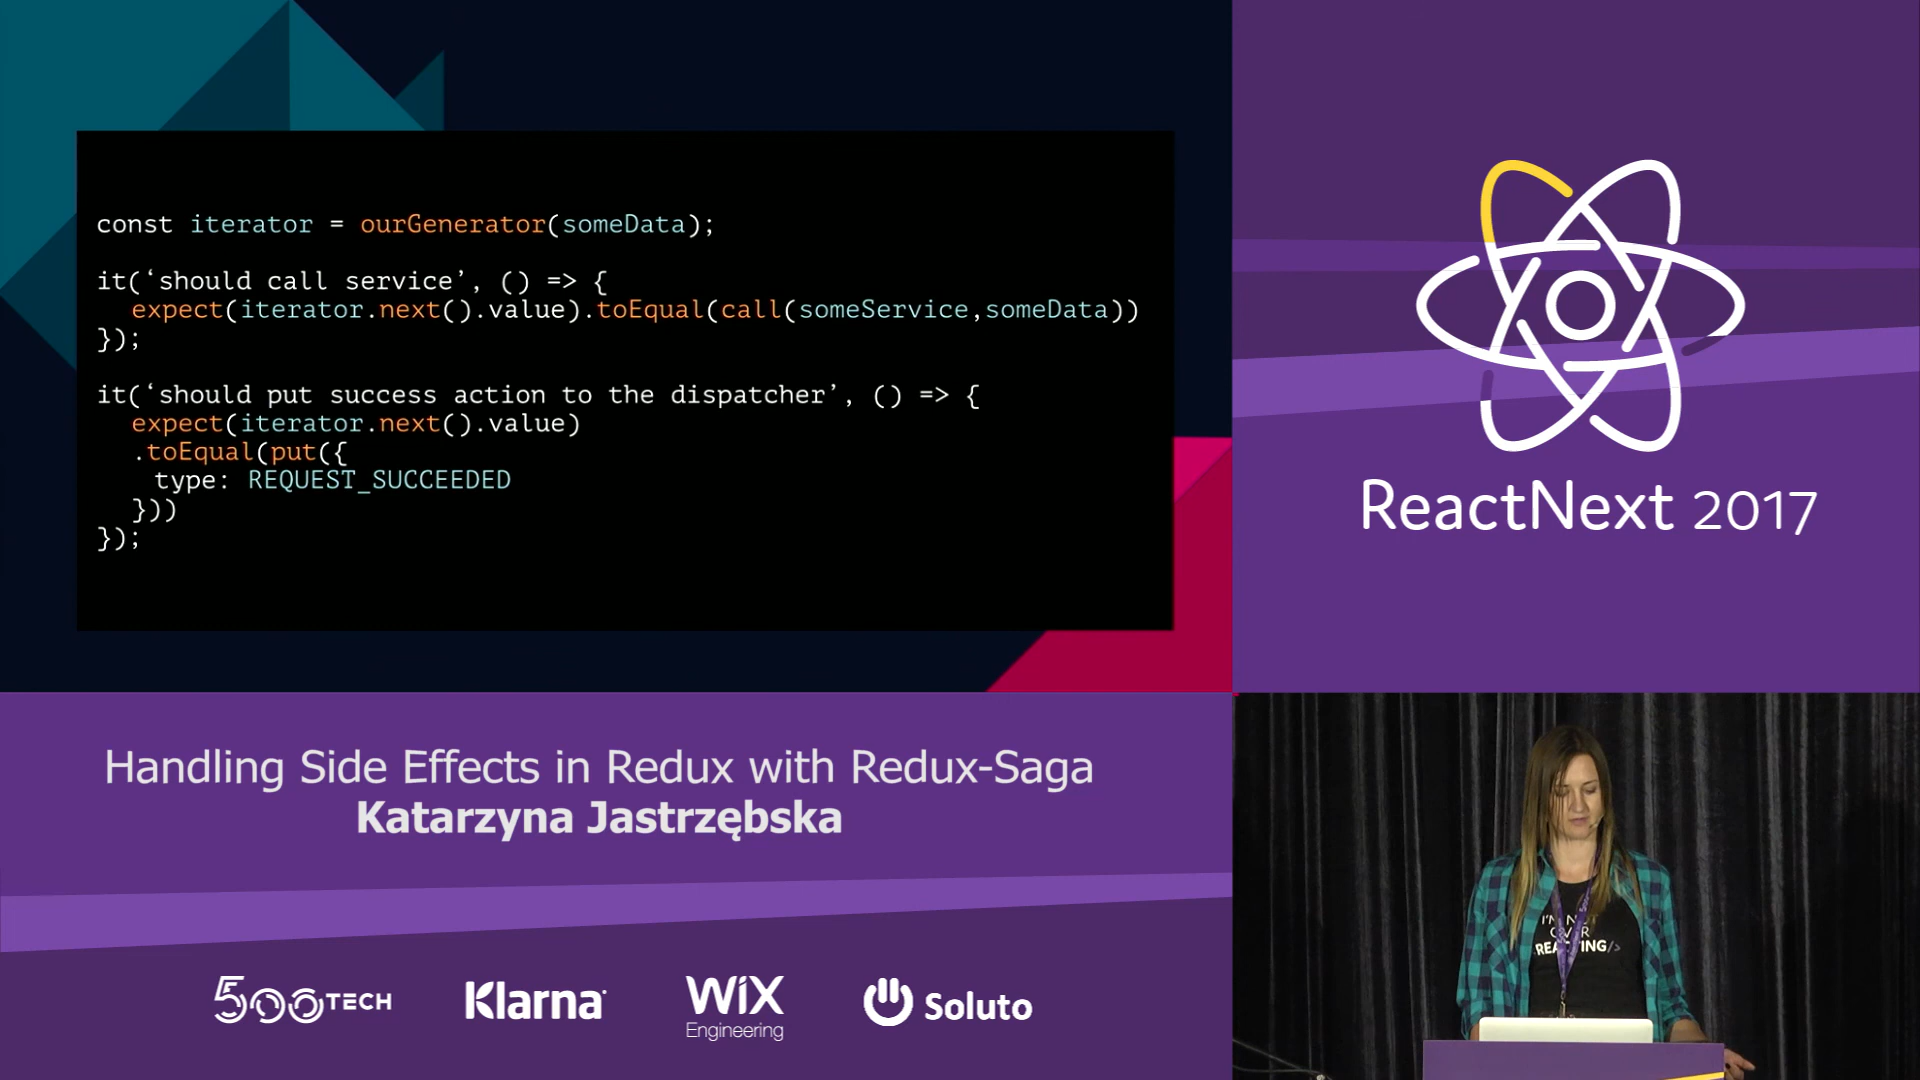 const iterator = ourGenerator(someData);
it(‘should call service’, () => {
expect(iterator.next().value).toEqual(call(someService,someData))
});
it(‘should put success action to the dispatcher’, () => {
expect(iterator.next().value)
.toEqual(put({
type: REQUEST_SUCCEEDED
}))
});
ReactNext 2017
Handling Side Effects in Redux with Redux-Saga
Katarzyna Jastrzębska
500TECH
Klarna
WiX
Engineering
Soluto
I'M